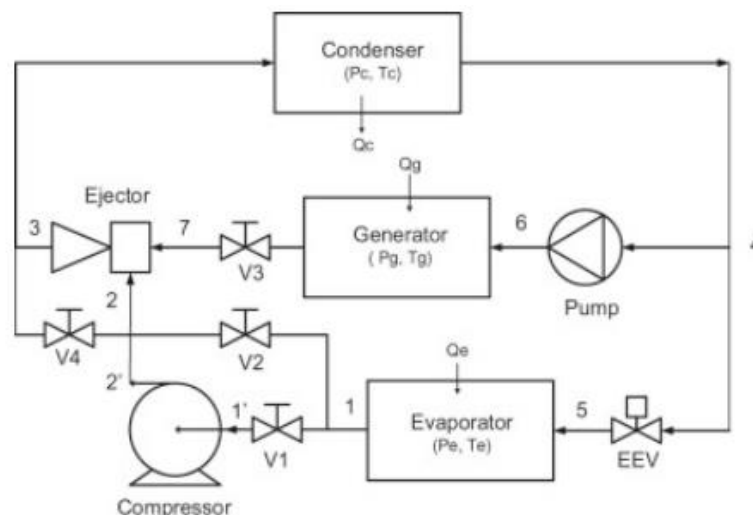 Condenser
(Pc, Tc)
Qc
Qg
Ejector
3
7
Generator
( Pg, Tg)
6
4
V3
Pump
2
V4
V2
Qe
2'
1'
1
Evaporator
(Pe, Te)
5
V1
EEV
Compressor